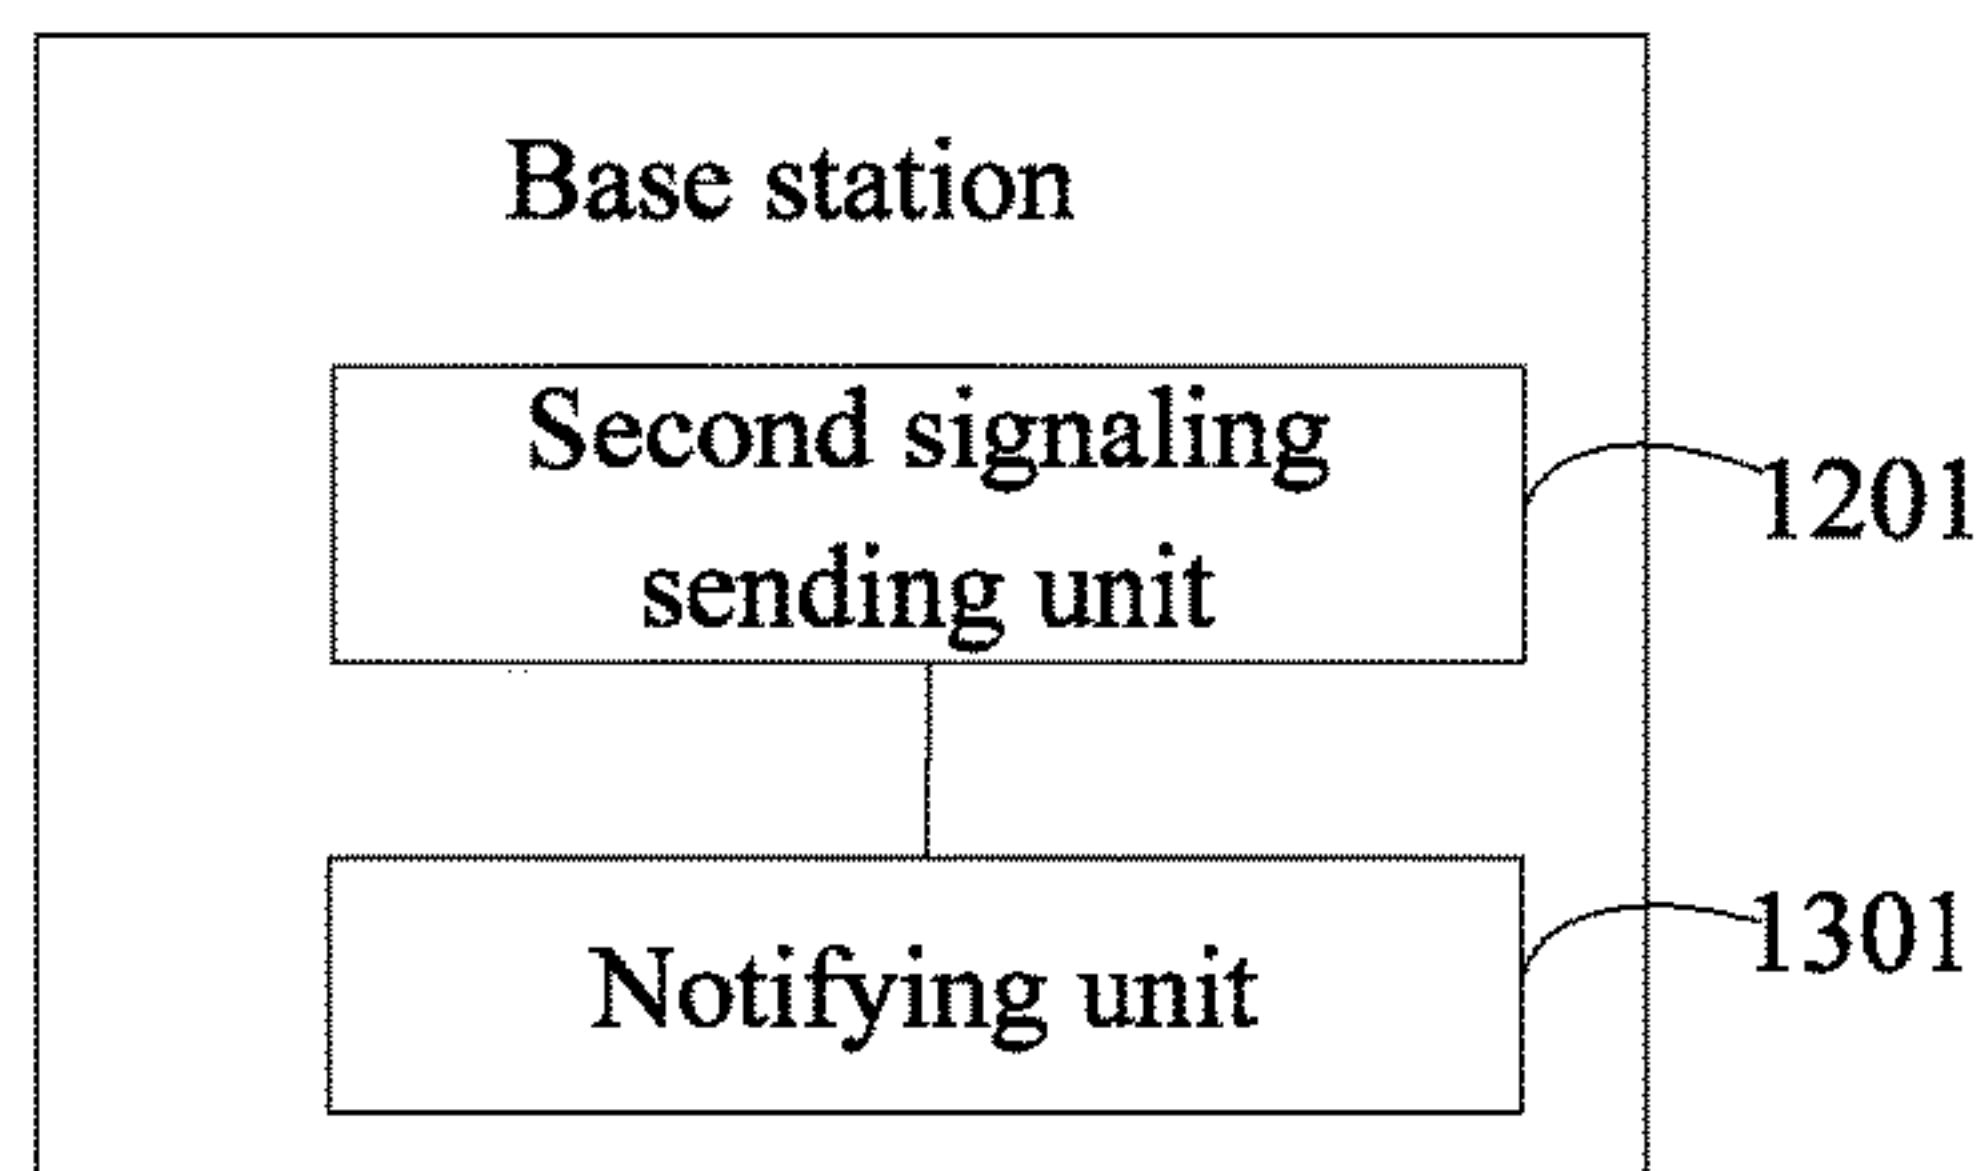 Base station
Second signaling
sending unit
1201
Notifying unit
1301